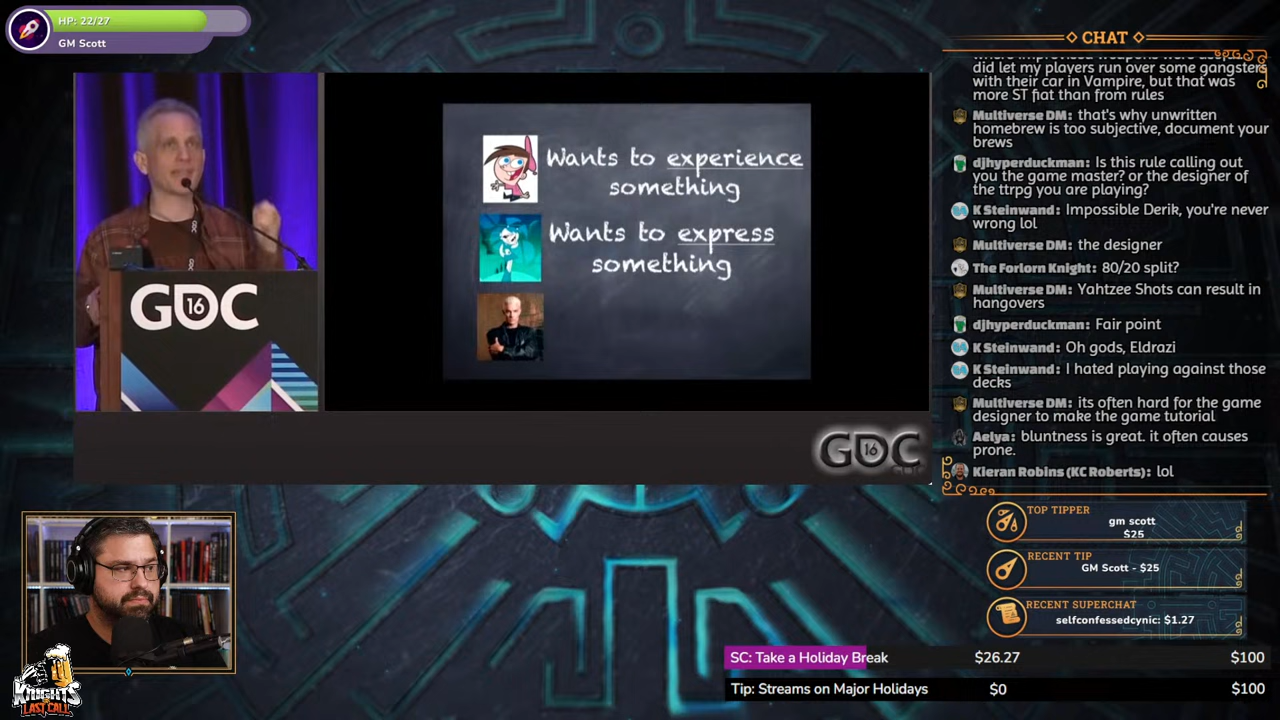 HP: 22/27
GM Scott
GDC
16
Wants to experience
something
Wants to express
something
GDC
16
CHAT
did let my players run over some gangsters
with their car in Vampire, but that was
more ST fiat than from rules
Multiverse DM: that's why unwritten
homebrew is too subjective, document your
brews
djhyperduckman: Is this rule calling out
you the game master? or the designer of
the ttrpg you are playing?
K Steinwand: Impossible Derik, you're never
wrong lol
Multiverse DM: the designer
The Forlorn Knight: 80/20 split?
Multiverse DM: Yahtzee Shots can result in
hangovers
djhyperduckman: Fair point
K Steinwand: Oh gods, Eldrazi
K Steinwand: I hated playing against those
decks
Multiverse DM: its often hard for the game
designer to make the game tutorial
Aelya: bluntness is great. it often causes
prone.
Kieran Robins (KC Roberts): lol
TOP TIPPER
gm scott
$25
RECENT TIP
GM Scott - $25
RECENT SUPERCHAT
selfconfessedcynic: $1.27
SC: Take a Holiday Break $26.27 $100
Tip: Streams on Major Holidays $0 $100
KNIGHTS
LAST CALL